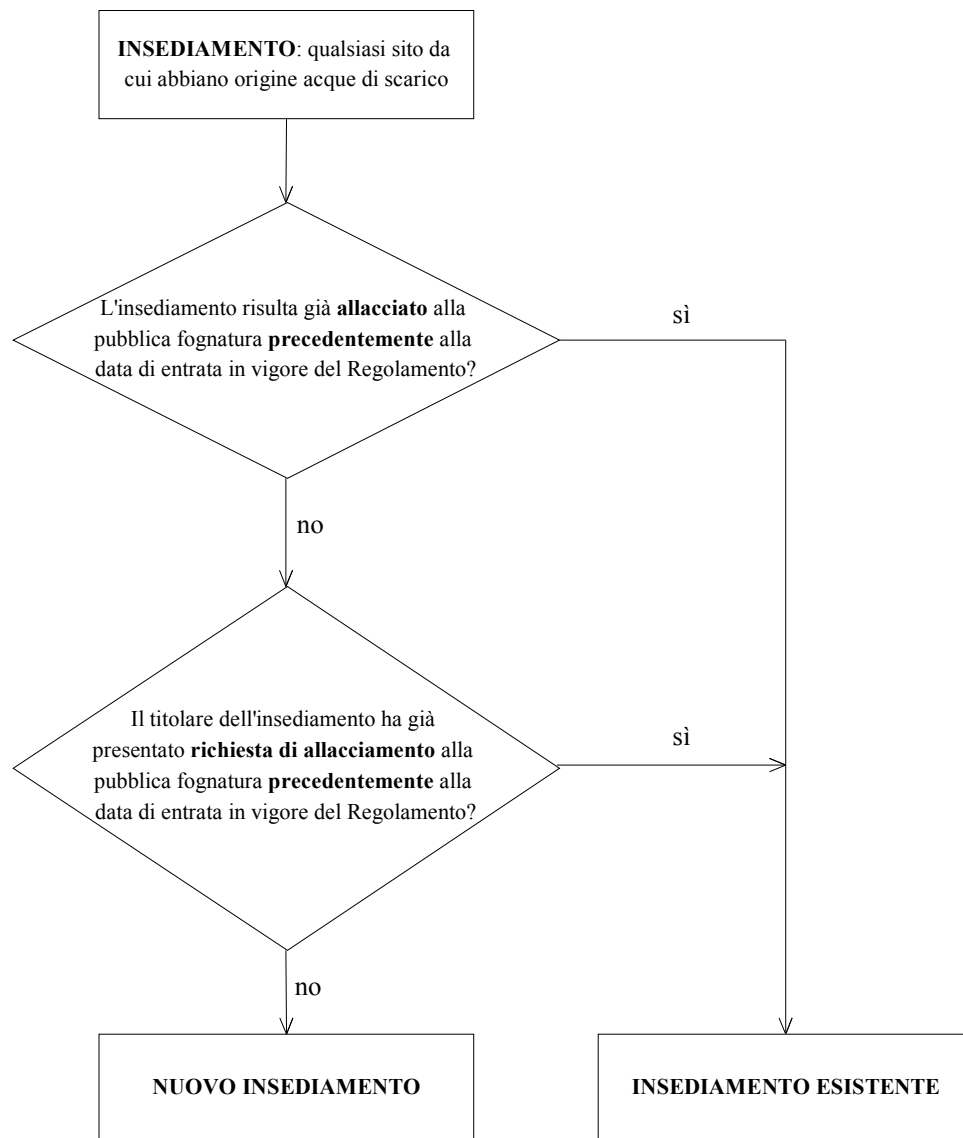 INSEDIAMENTO: qualsiasi sito da
cui abbiano origine acque di scarico
L'insediamento risulta già allacciato alla
pubblica fognatura precedentemente alla
data di entrata in vigore del Regolamento?
sì
no
Il titolare dell'insediamento ha già
presentato richiesta di allacciamento alla
pubblica fognatura precedentemente alla
data di entrata in vigore del Regolamento?
sì
no
NUOVO INSEDIAMENTO
INSEDIAMENTO ESISTENTE